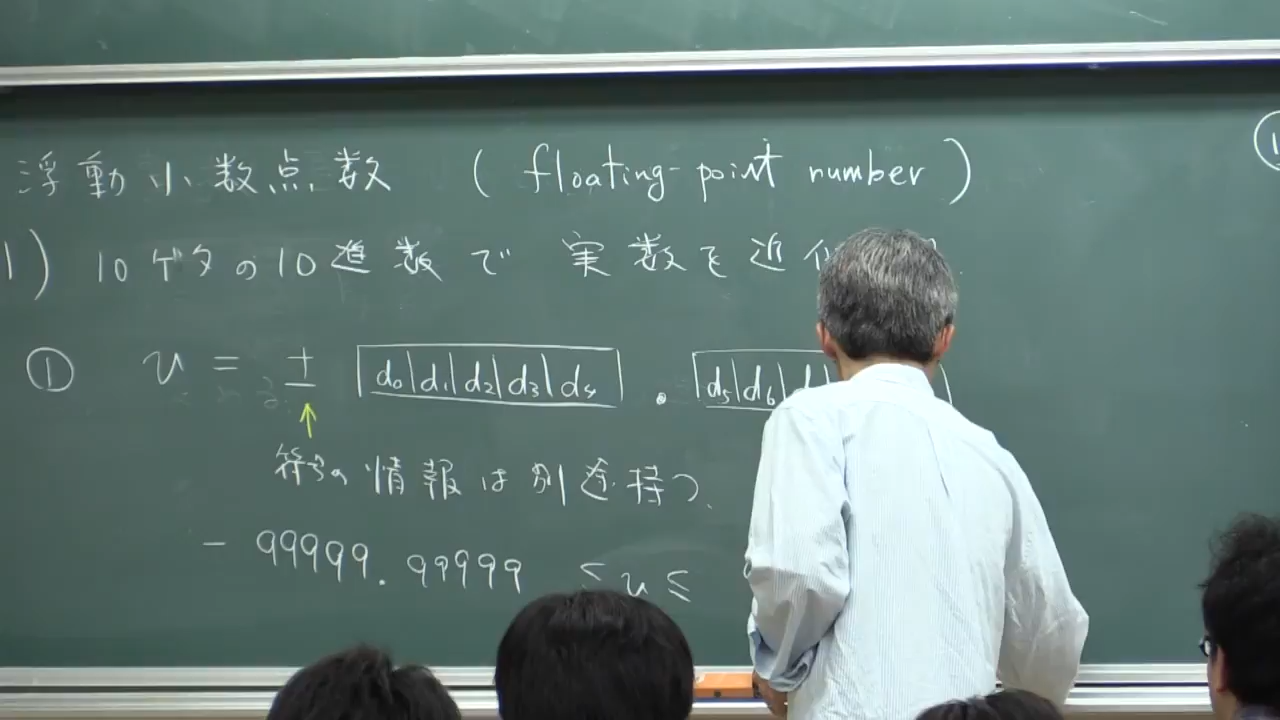 浮動小数点数 (floating-point number)
1) 10ゲタの10進数で 実数を近
① u = ± d0 d1 d2 d3 d4 . d5 d6
↑
符号の情報は別途持つ、
- 99999.99999 ≤ u ≤
①